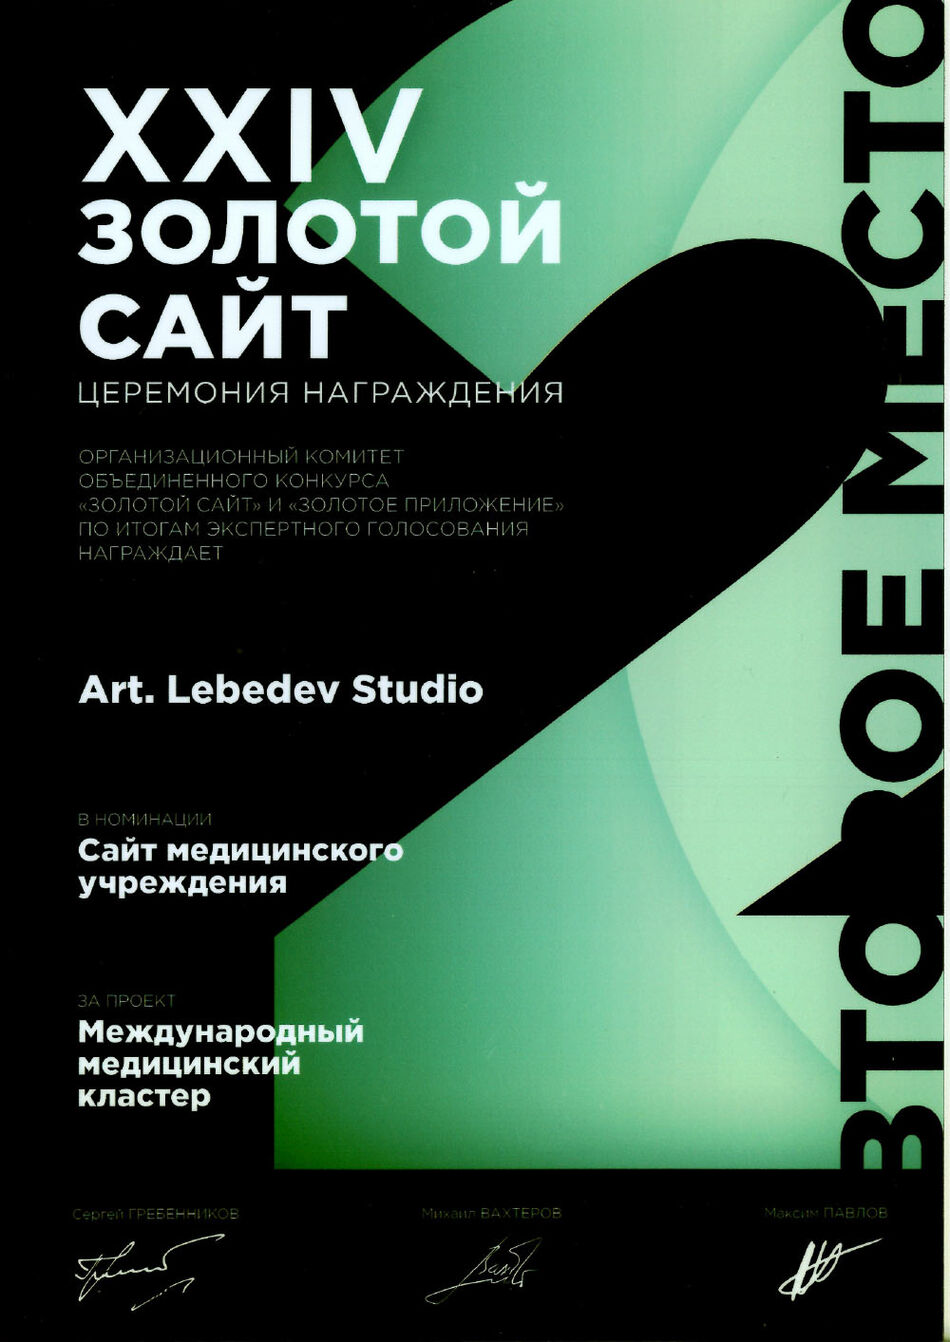 XXIV
ЗОЛОТОЙ
САЙТ
ЦЕРЕМОНИЯ НАГРАЖДЕНИЯ
ОРГАНИЗАЦИОННЫЙ КОМИТЕТ
ОБЪЕДИНЕННОГО КОНКУРСА
«ЗОЛОТОЙ САЙТ» И «ЗОЛОТОЕ ПРИЛОЖЕНИЕ»
ПО ИТОГАМ ЭКСПЕРТНОГО ГОЛОСОВАНИЯ
НАГРАЖДАЕТ
Art. Lebedev Studio
В НОМИНАЦИИ
Сайт медицинского
учреждения
ЗА ПРОЕКТ
Международный
медицинский
кластер
2
ВТОРОЕ МЕСТО
Сергей ГРЕБЕННИКОВ
Михаил ВАХТЕРОВ
Максим ПАВЛОВ